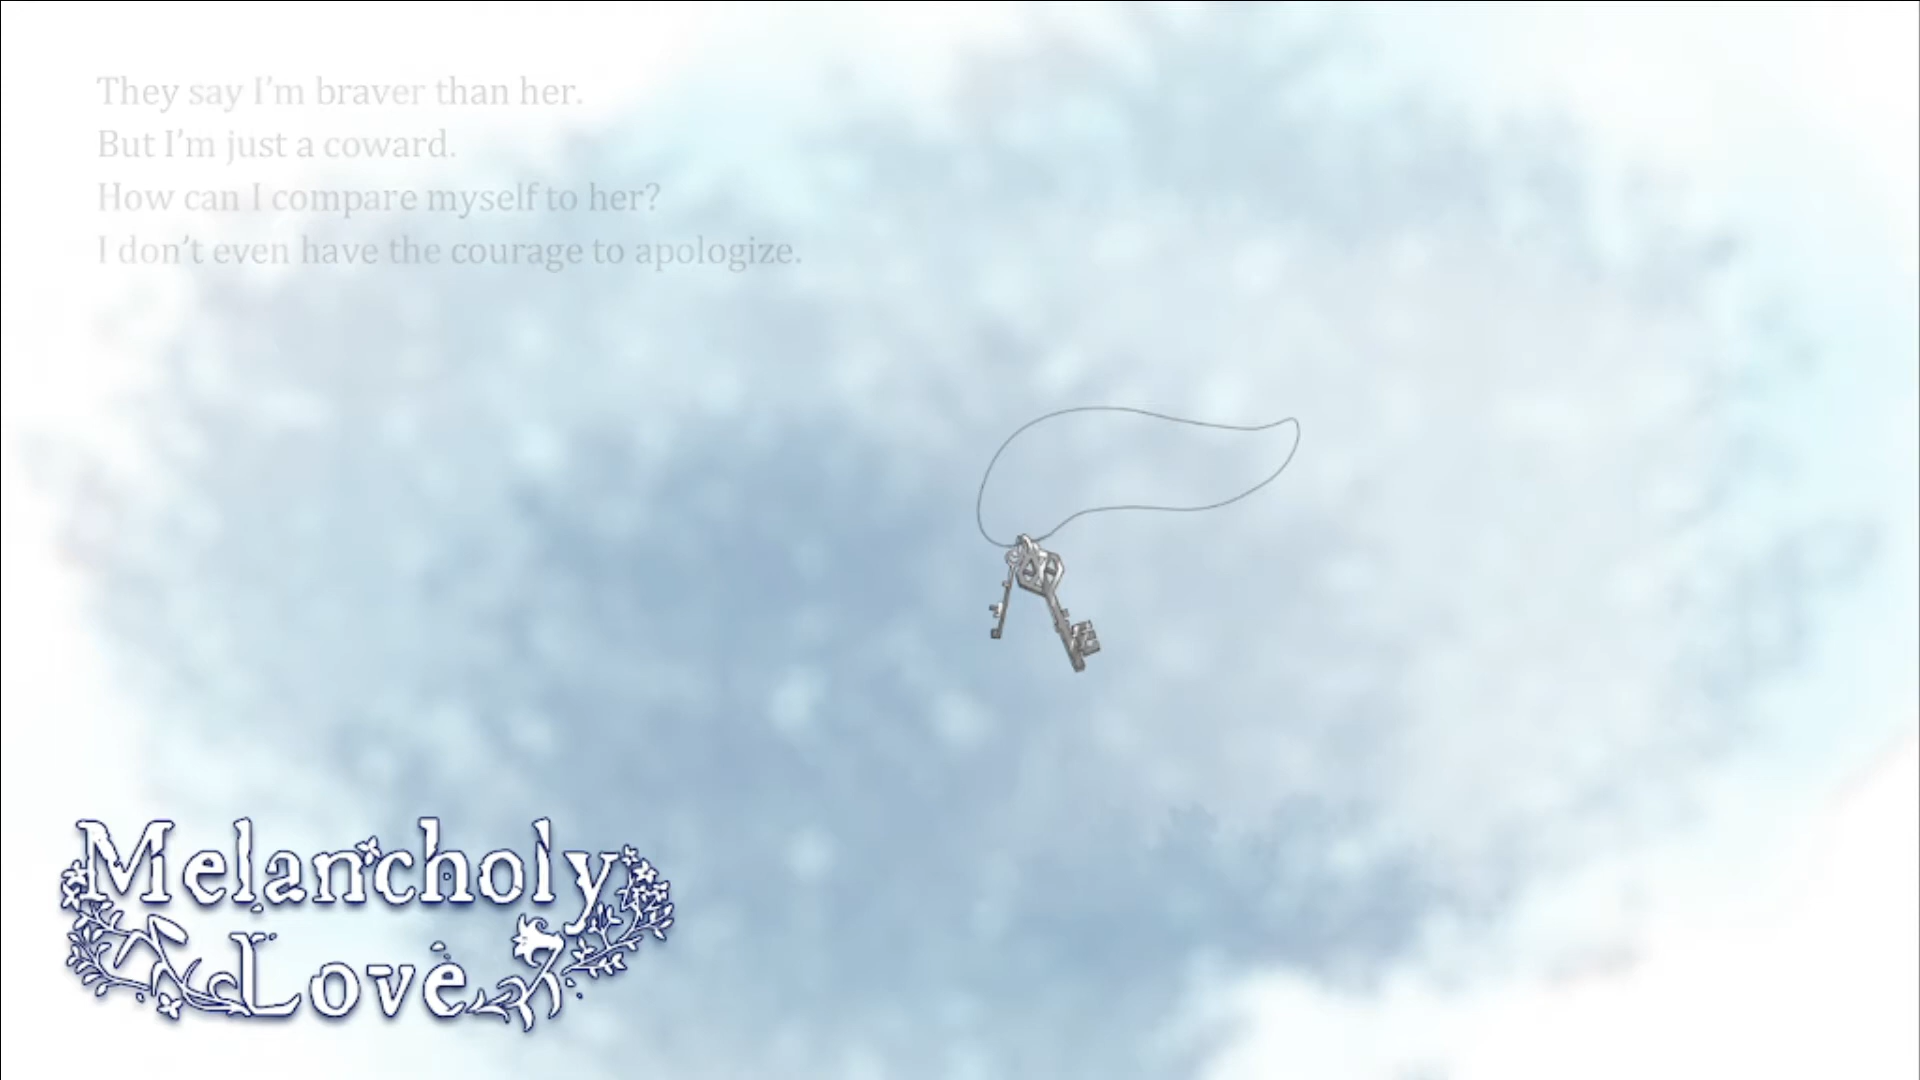 They say I’m braver than her.
But I’m just a coward.
How can I compare myself to her?
I don’t even have the courage to apologize.
Melancholy
Love